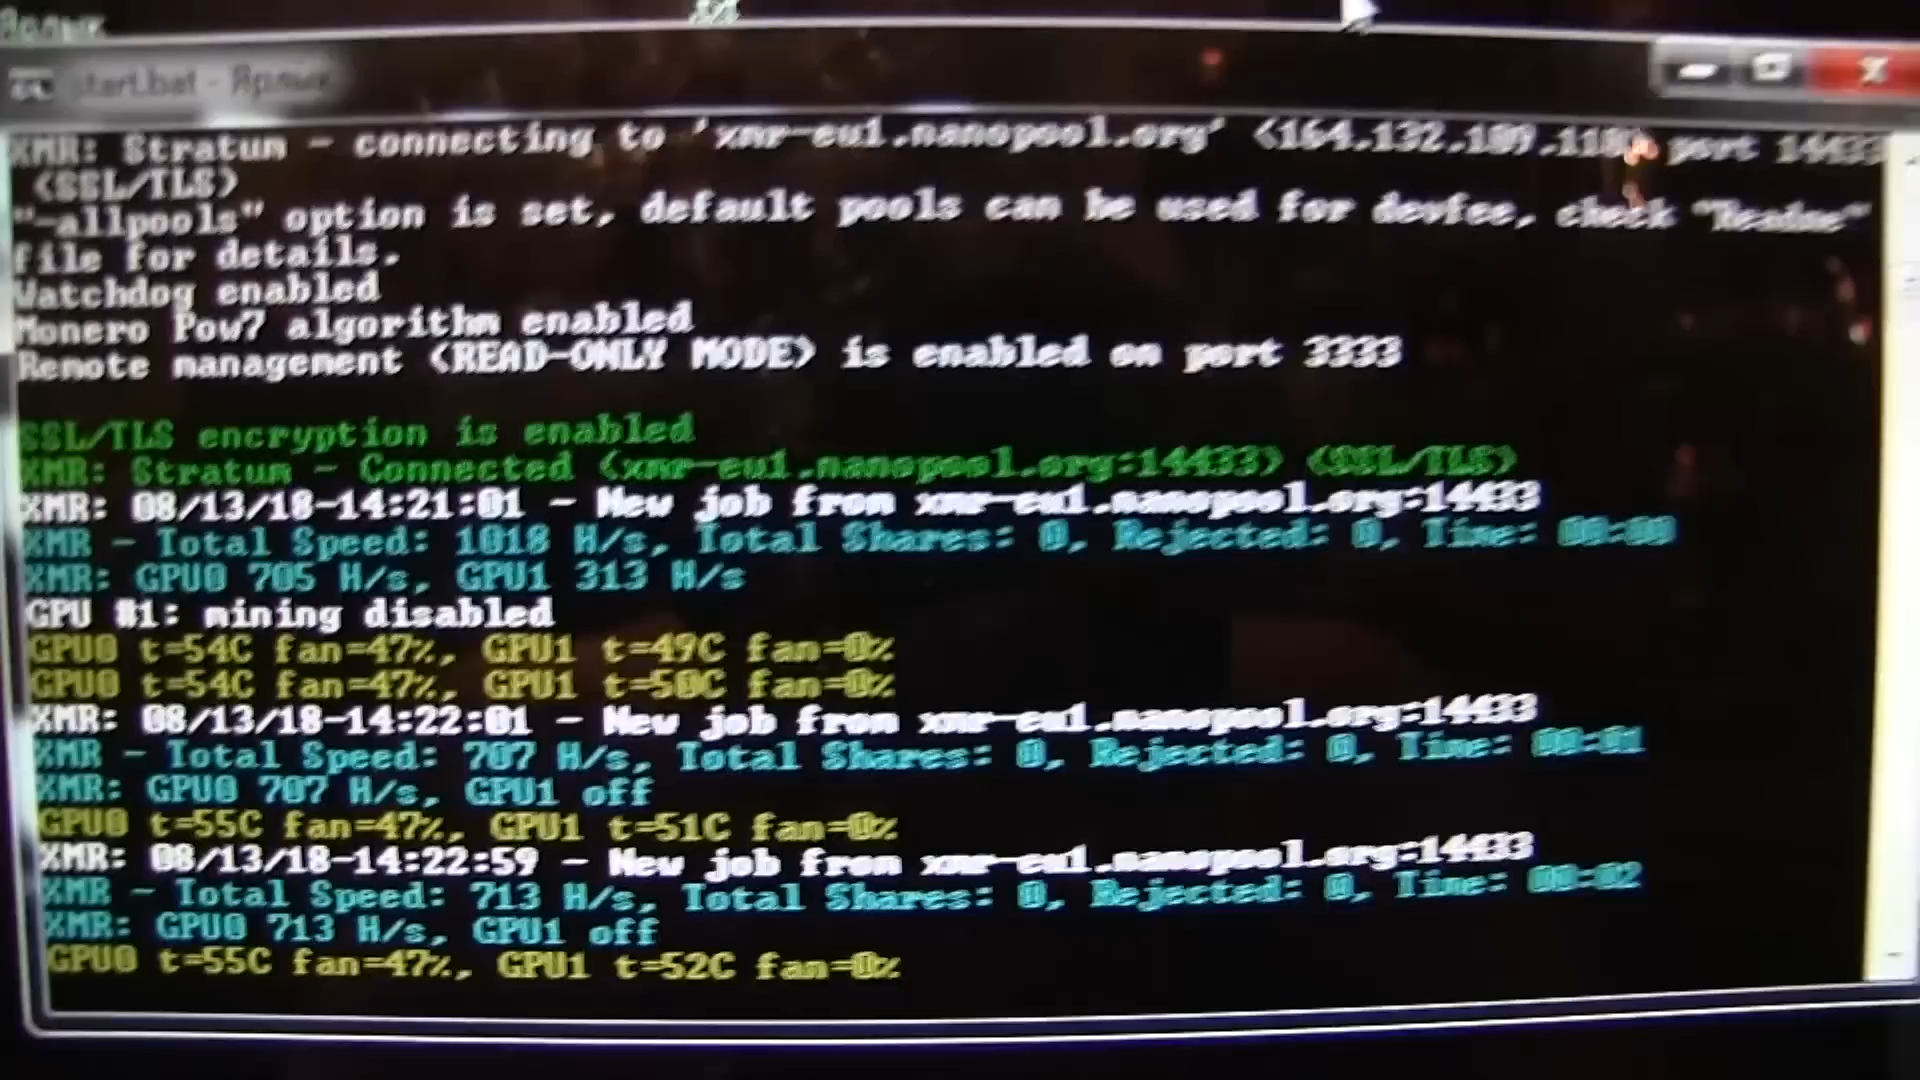 Ярлык
start.bat - Ярлык
XMR: Stratum - connecting to 'xmr-eu1.nanopool.org' <164.132.109.110> port 14433
<SSL/TLS>
"-allpools" option is set, default pools can be used for devfee, check "Readme"
file for details.
Watchdog enabled
Monero Pow7 algorithm enabled
Remote management <READ-ONLY MODE> is enabled on port 3333
SSL/TLS encryption is enabled
XMR: Stratum - Connected <xmr-eu1.nanopool.org:14433> <SSL/TLS>
XMR: 08/13/18-14:21:01 - New job from xmr-eu1.nanopool.org:14433
XMR - Total Speed: 1018 H/s, Total Shares: 0, Rejected: 0, Time: 00:00
XMR: GPU0 705 H/s, GPU1 313 H/s
GPU #1: mining disabled
GPU0 t=54C fan=47%, GPU1 t=49C fan=0%
GPU0 t=54C fan=47%, GPU1 t=50C fan=0%
XMR: 08/13/18-14:22:01 - New job from xmr-eu1.nanopool.org:14433
XMR - Total Speed: 707 H/s, Total Shares: 0, Rejected: 0, Time: 00:01
XMR: GPU0 707 H/s, GPU1 off
GPU0 t=55C fan=47%, GPU1 t=51C fan=0%
XMR: 08/13/18-14:22:59 - New job from xmr-eu1.nanopool.org:14433
XMR - Total Speed: 713 H/s, Total Shares: 0, Rejected: 0, Time: 00:02
XMR: GPU0 713 H/s, GPU1 off
GPU0 t=55C fan=47%, GPU1 t=52C fan=0%